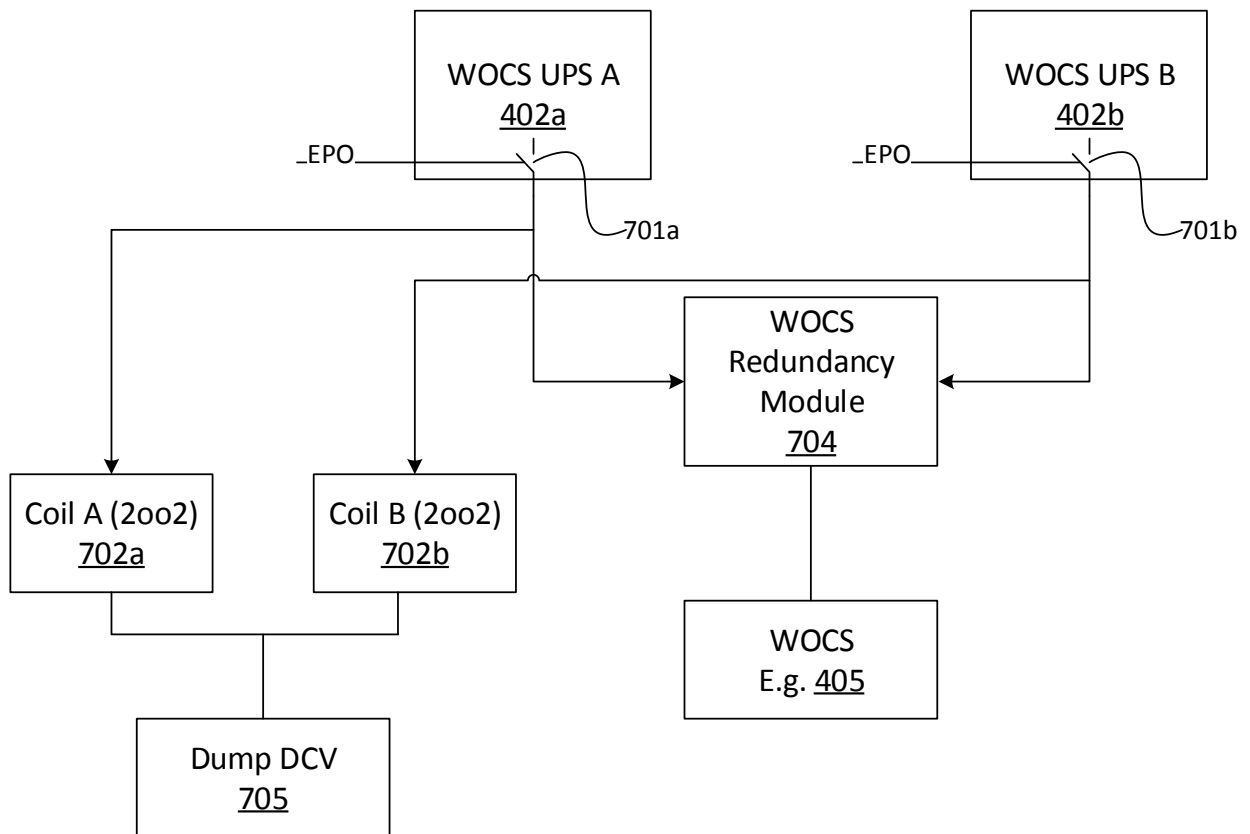 WOCS UPS A
402a
_EPO
701a
WOCS UPS B
402b
_EPO
701b
WOCS
Redundancy
Module
704
Coil A (2oo2)
702a
Coil B (2oo2)
702b
WOCS
E.g. 405
Dump DCV
705